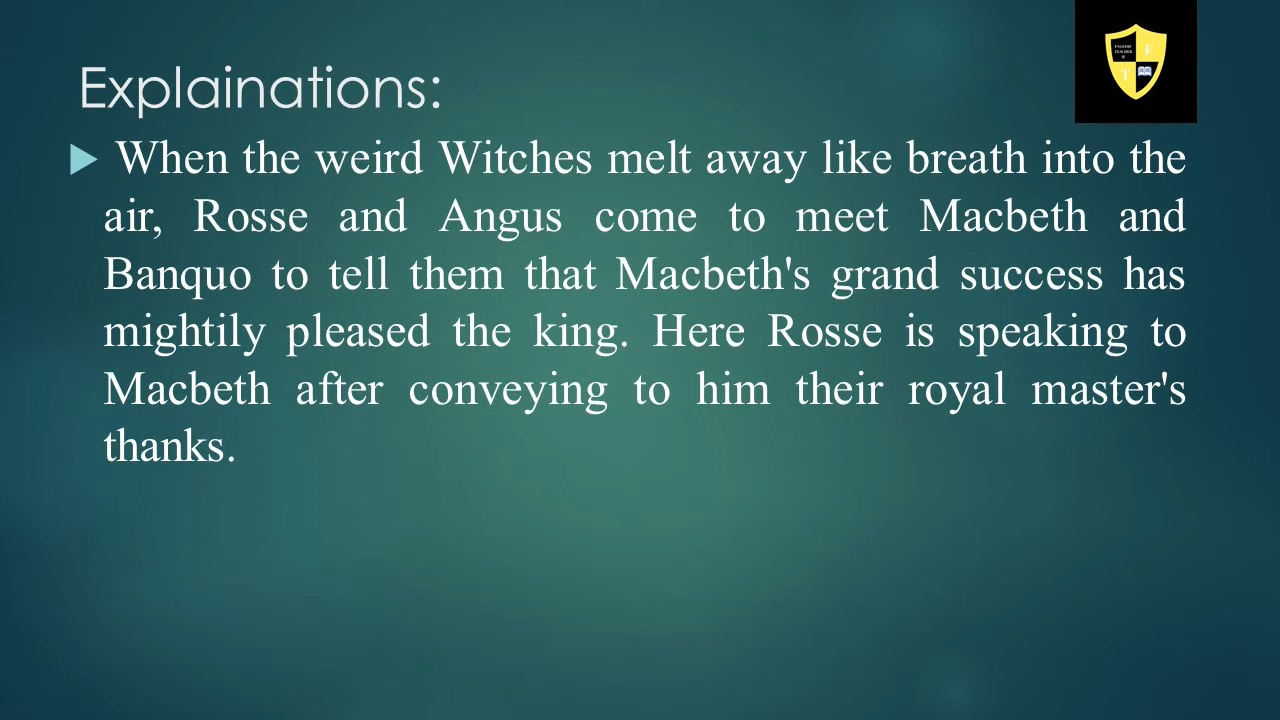 Explainations:
When the weird Witches melt away like breath into the
air, Rosse and Angus come to meet Macbeth and
Banquo to tell them that Macbeth's grand success has
mightily pleased the king. Here Rosse is speaking to
Macbeth after conveying to him their royal master's
thanks.
E
T